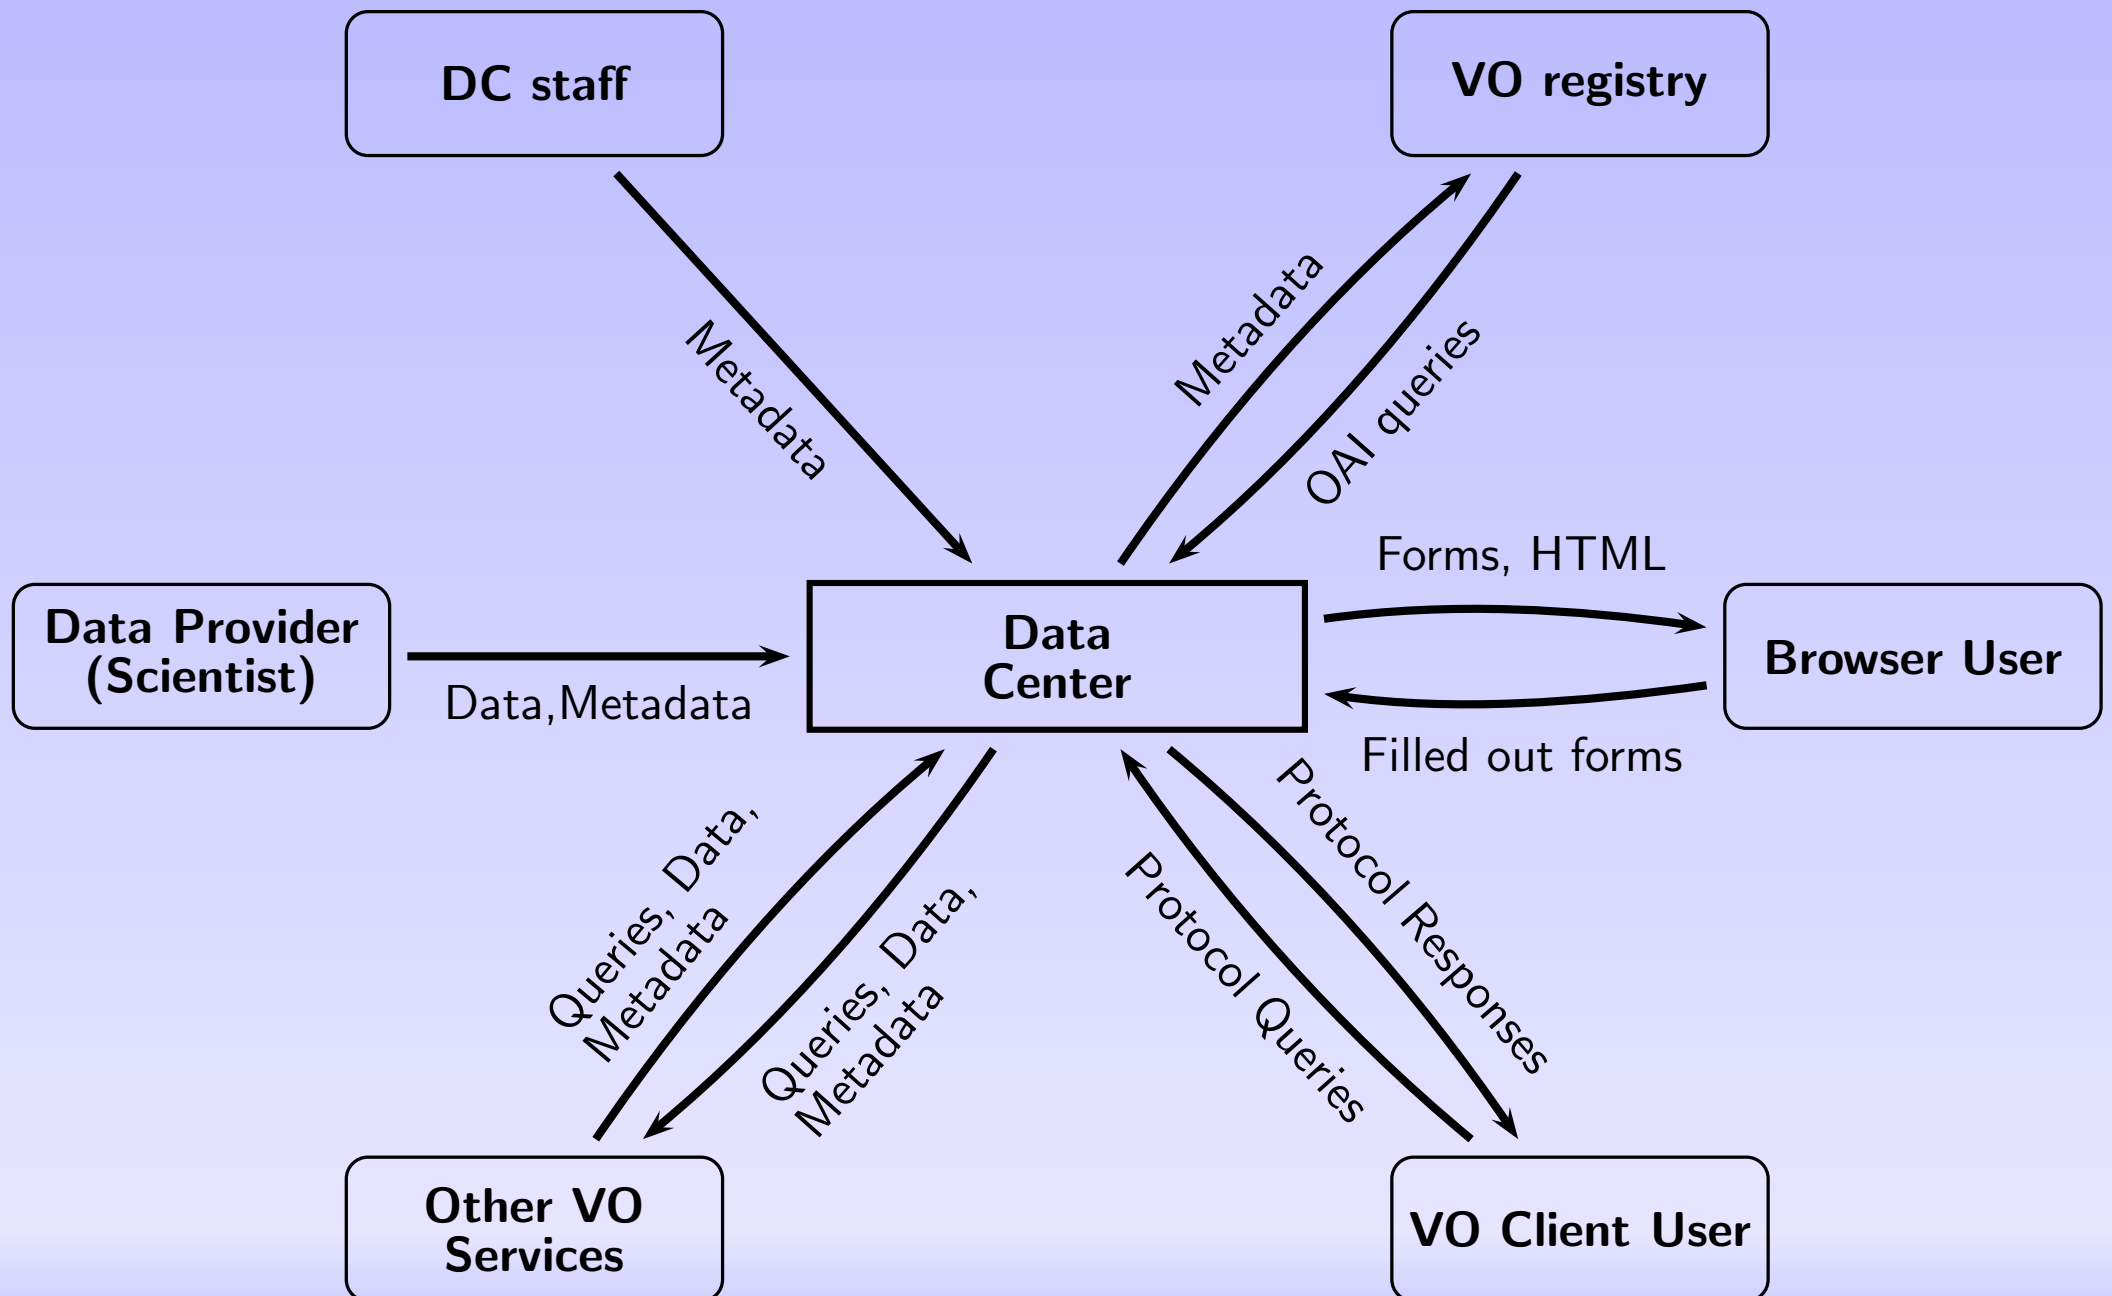 DC staff
VO registry
Metadata
Metadata
OAI queries
Forms, HTML
Data Provider
(Scientist)
Data,Metadata
Data
Center
Browser User
Filled out forms
Queries, Data,
Metadata
Queries, Data,
Metadata
Protocol Queries
Protocol Responses
Other VO
Services
VO Client User